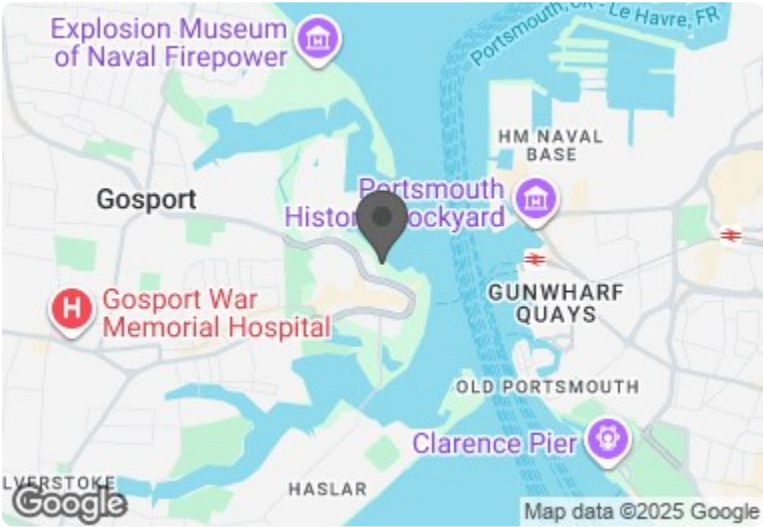 Explosion Museum
of Naval Firepower
Portsmouth, UK - Le Havre, FR
HM NAVAL
BASE
Gosport
Portsmouth
Historic Dockyard
Gosport War
Memorial Hospital
GUNWHARF
QUAYS
OLD PORTSMOUTH
Clarence Pier
LVERSTOKE
HASLAR
Google
Map data ©2025 Google
H